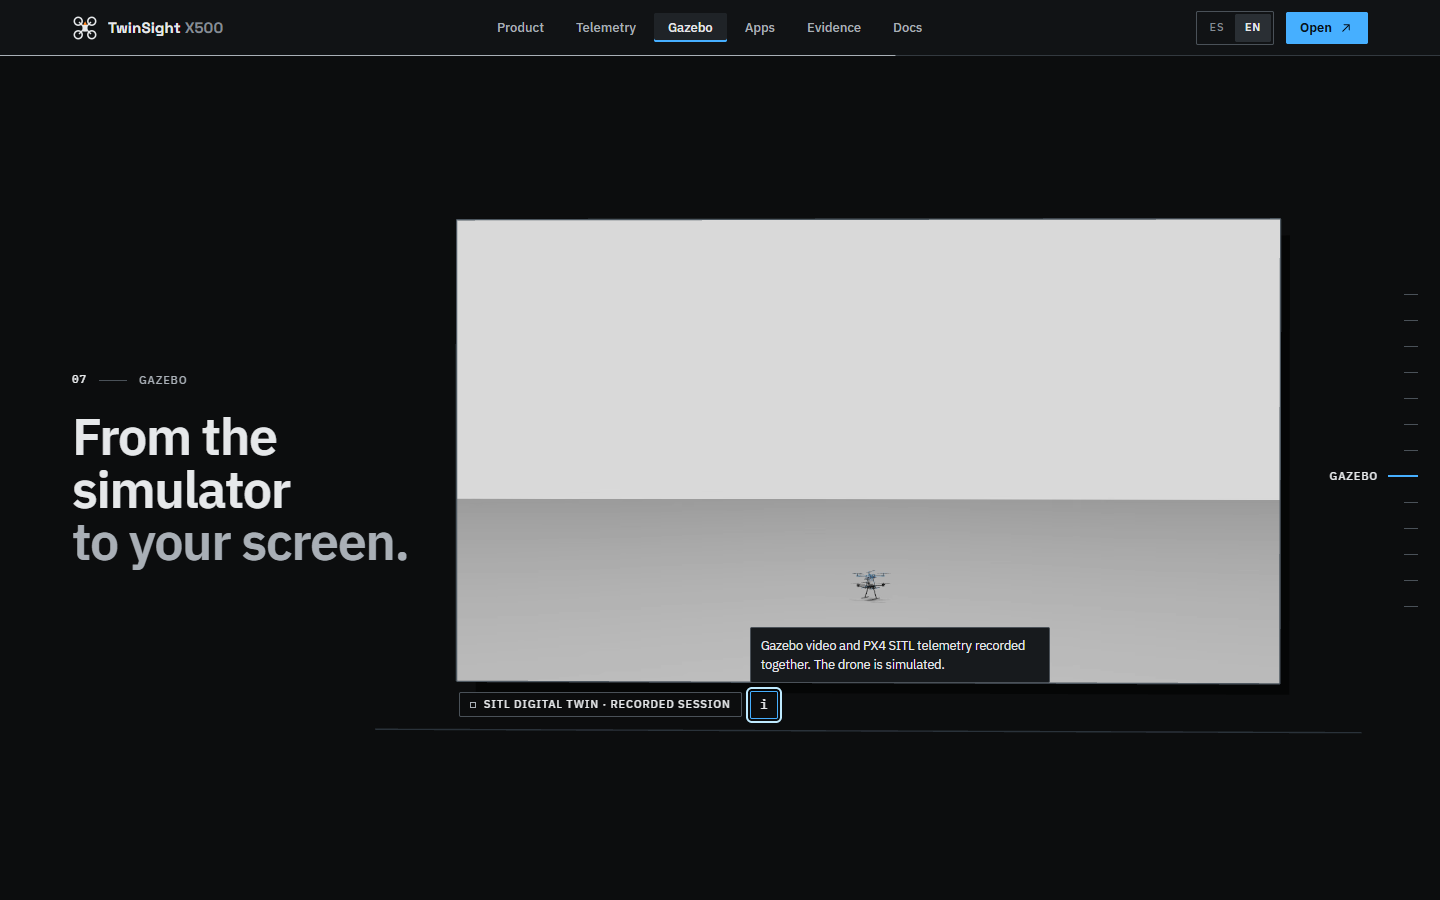 TwinSight X500
Product
Telemetry
Gazebo
Apps
Evidence
Docs
ES
EN
Open
07
GAZEBO
From the
simulator
to your screen.
Gazebo video and PX4 SITL telemetry recorded
together. The drone is simulated.
SITL DIGITAL TWIN · RECORDED SESSION
i
GAZEBO